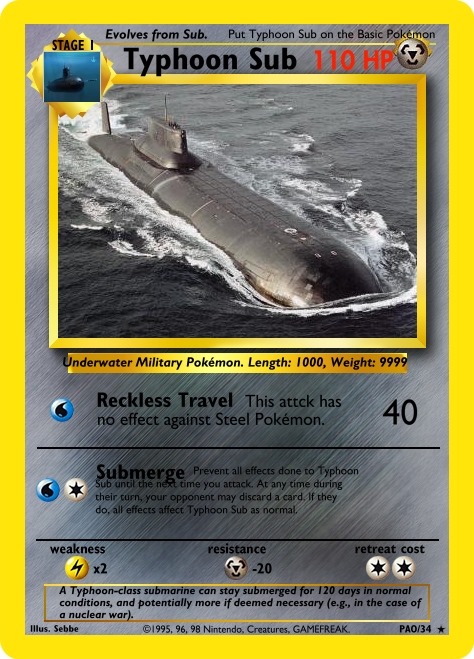 Evolves from Sub. Put Typhoon Sub on the Basic Pokémon
STAGE 1
Typhoon Sub 110 HP
Underwater Military Pokémon. Length: 1000, Weight: 9999
Reckless Travel This attck has
no effect against Steel Pokémon.
40
Submerge Prevent all effects done to Typhoon
Sub until the next time you attack. At any time during
their turn, your opponent may discard a card. If they
do, all effects affect Typhoon Sub as normal.
weakness resistance retreat cost
x2 -20
A Typhoon-class submarine can stay submerged for 120 days in normal
conditions, and potentially more if deemed necessary (e.g., in the case of
a nuclear war).
Illus. Sebbe ©1995, 96, 98 Nintendo, Creatures, GAMEFREAK. PAO/34 ★